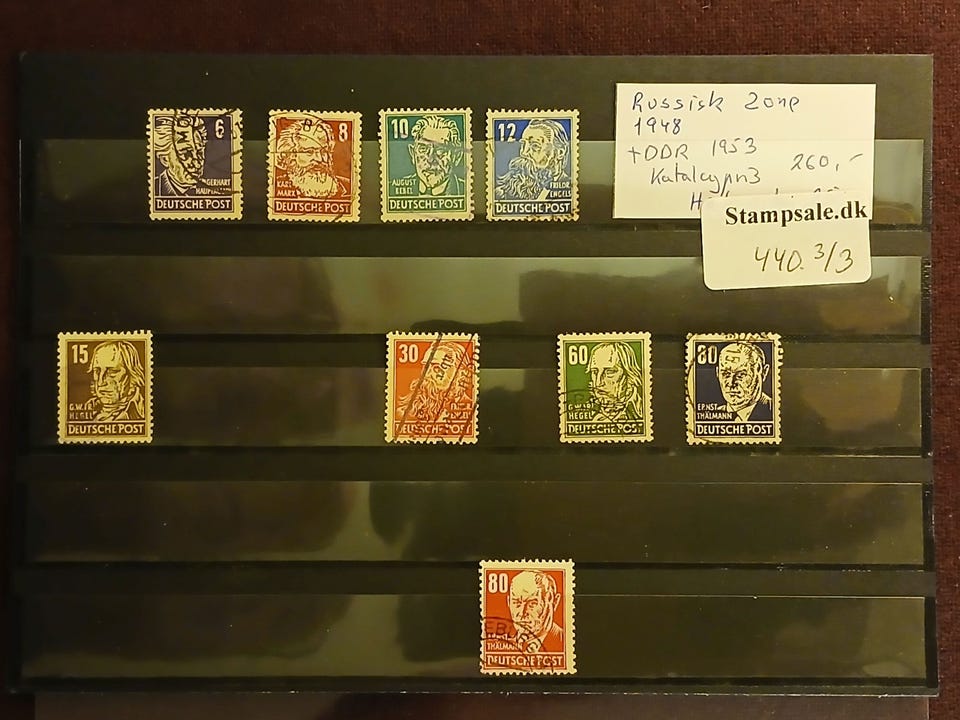 6
GERHART
HAUPTMANN
DEUTSCHE POST
8
KARL
MARX
DEUTSCHE POST
10
AUGUST
BEBEL
DEUTSCHE POST
12
FRIEDR.
ENGELS
DEUTSCHE POST
Russisk Zone
1948
+DDR 1953
260,-
Stampsale.dk
440. 3/3
15
G.W.FR.
HEGEL
DEUTSCHE POST
30
DEUTSCHE POST
60
G.W.FR.
HEGEL
DEUTSCHE POST
80
ERNST
THÄLMANN
DEUTSCHE POST
80
THÄLMANN
DEUTSCHE POST